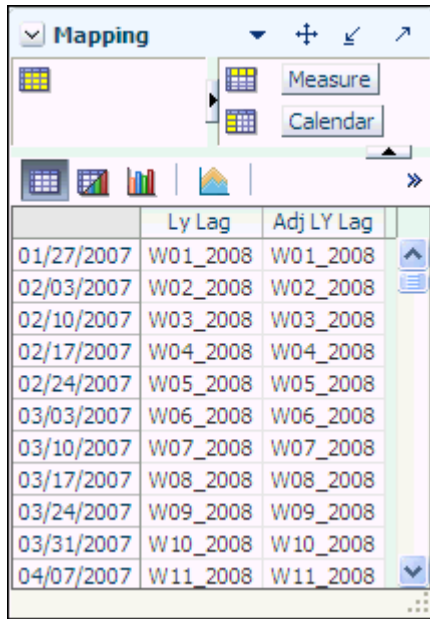 Mapping
Measure
Calendar
»
Ly Lag Adj LY Lag
01/27/2007 W01_2008 W01_2008
02/03/2007 W02_2008 W02_2008
02/10/2007 W03_2008 W03_2008
02/17/2007 W04_2008 W04_2008
02/24/2007 W05_2008 W05_2008
03/03/2007 W06_2008 W06_2008
03/10/2007 W07_2008 W07_2008
03/17/2007 W08_2008 W08_2008
03/24/2007 W09_2008 W09_2008
03/31/2007 W10_2008 W10_2008
04/07/2007 W11_2008 W11_2008